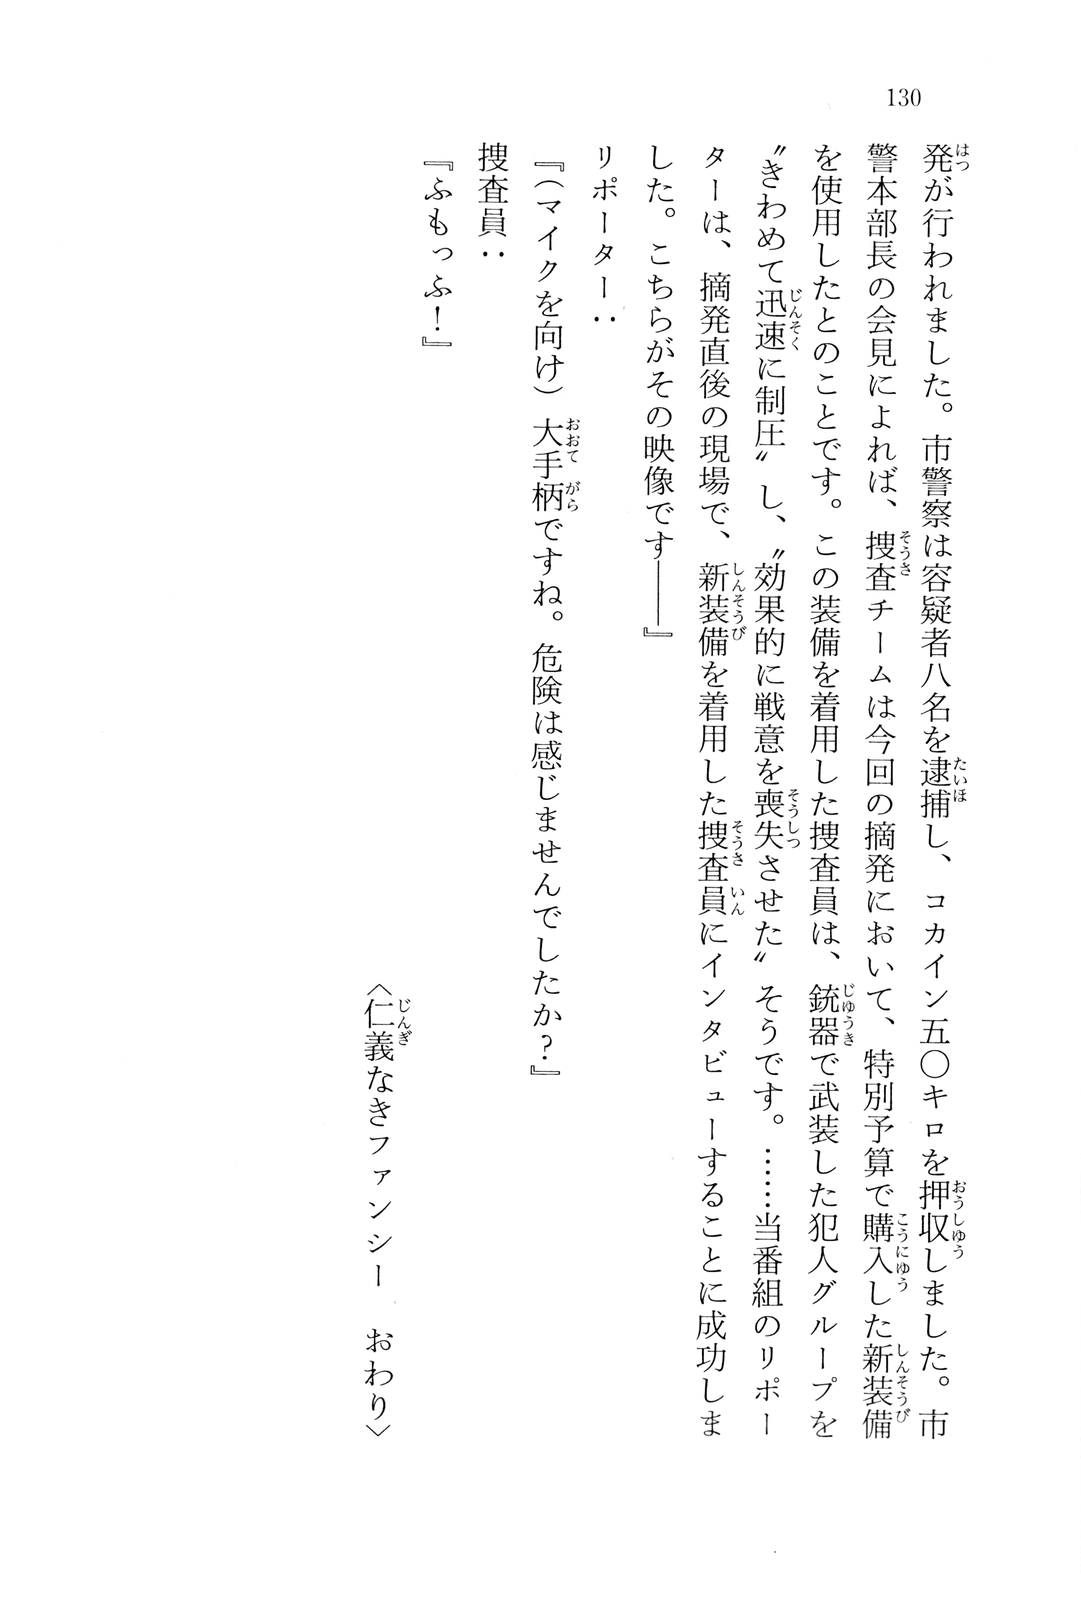 130
発が行われました。市警察は容疑者八名を逮捕し、コカイン五〇キロを押収しました。市
警本部長の会見によれば、捜査チームは今回の摘発において、特別予算で購入した新装備
を使用したとのことです。この装備を着用した捜査員は、銃器で武装した犯人グループを
〝きわめて迅速に制圧〟し、〝効果的に戦意を喪失させた〟そうです。……当番組のリポー
ターは、摘発直後の現場で、新装備を着用した捜査員にインタビューすることに成功しま
した。こちらがその映像です――』
リポーター：
『（マイクを向け）大手柄ですね。危険は感じませんでしたか？』
捜査員：
『ふもっふ！』
〈仁義なきファンシー　おわり〉